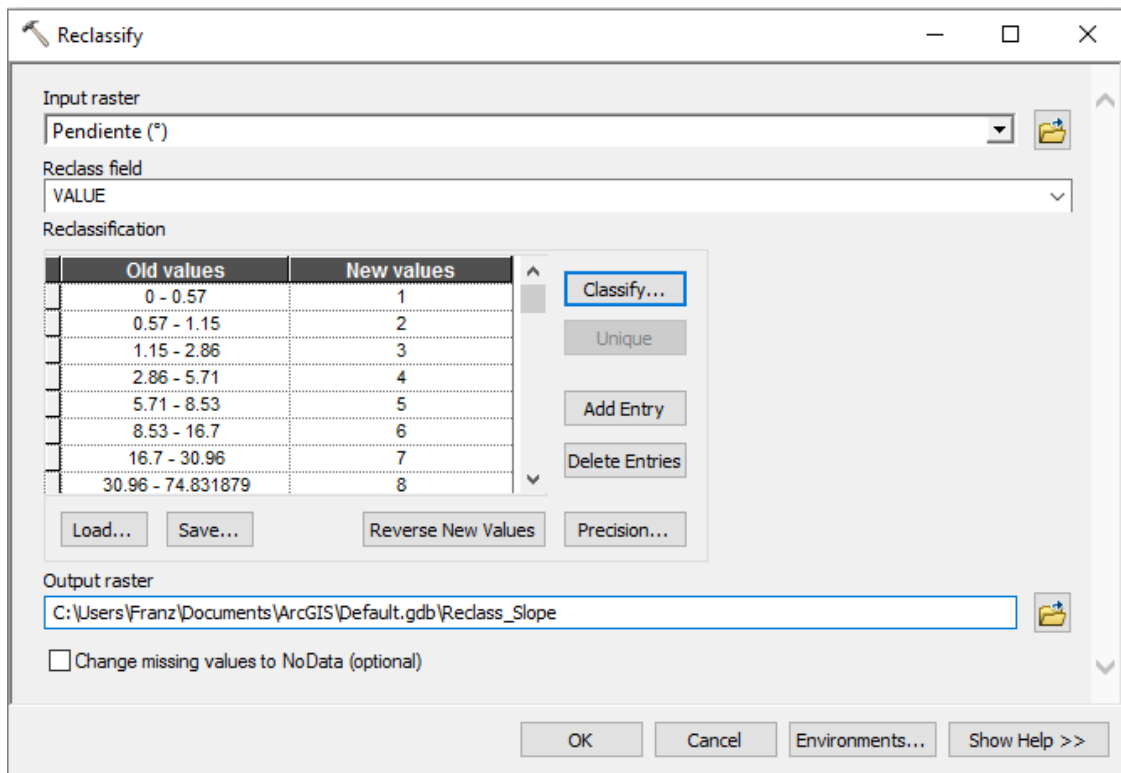 Reclassify
Input raster
Pendiente (°)
Reclass field
VALUE
Reclassification
Old values New values
0 - 0.57 1
0.57 - 1.15 2
1.15 - 2.86 3
2.86 - 5.71 4
5.71 - 8.53 5
8.53 - 16.7 6
16.7 - 30.96 7
30.96 - 74.831879 8
Classify...
Unique
Add Entry
Delete Entries
Load... Save... Reverse New Values Precision...
Output raster
C:\Users\Franz\Documents\ArcGIS\Default.gdb\Reclass_Slope
Change missing values to NoData (optional)
OK Cancel Environments... Show Help >>